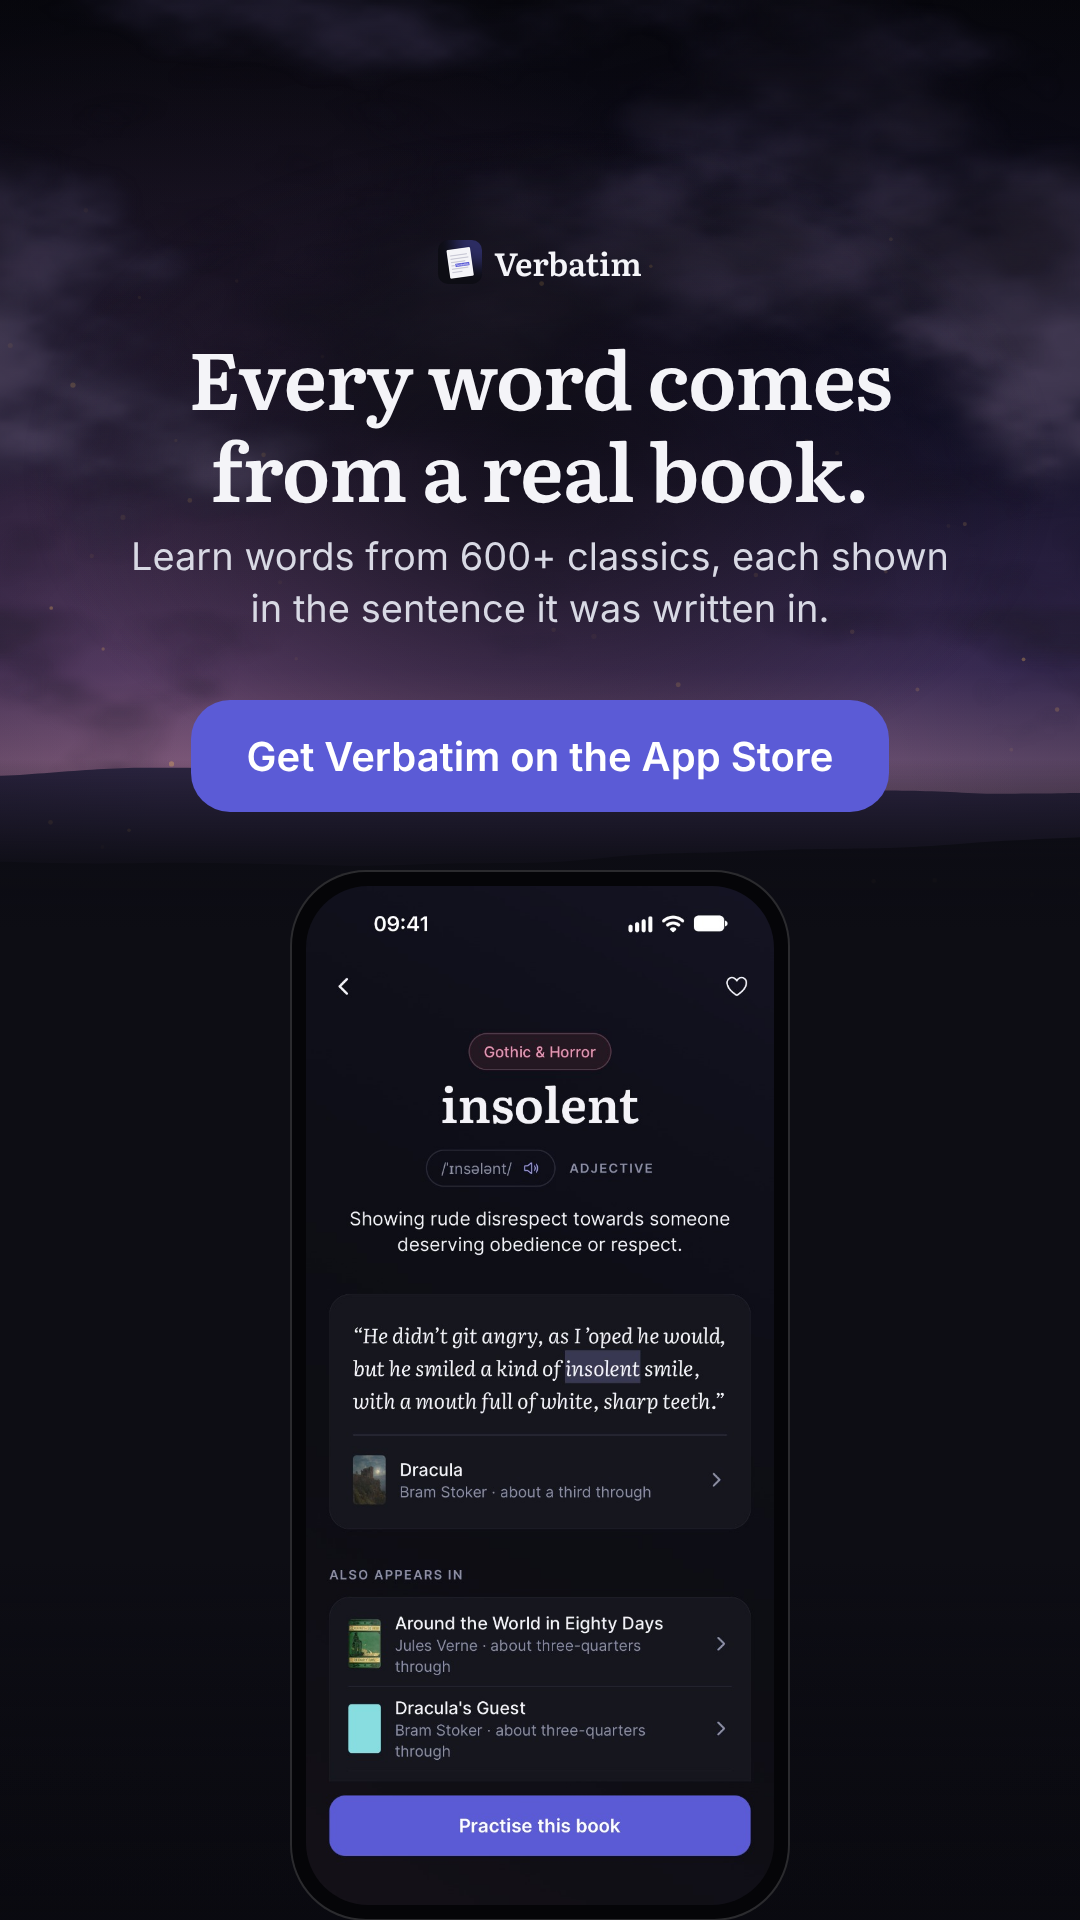 Verbatim
Every word comes
from a real book.
Learn words from 600+ classics, each shown
in the sentence it was written in.
Get Verbatim on the App Store
09:41
Gothic & Horror
insolent
/ˈɪnsələnt/ ADJECTIVE
Showing rude disrespect towards someone
deserving obedience or respect.
“He didn’t git angry, as I ’oped he would,
but he smiled a kind of insolent smile,
with a mouth full of white, sharp teeth.”
Dracula
Bram Stoker · about a third through
ALSO APPEARS IN
Around the World in Eighty Days
Jules Verne · about three-quarters
through
Dracula's Guest
Bram Stoker · about three-quarters
through
Practise this book